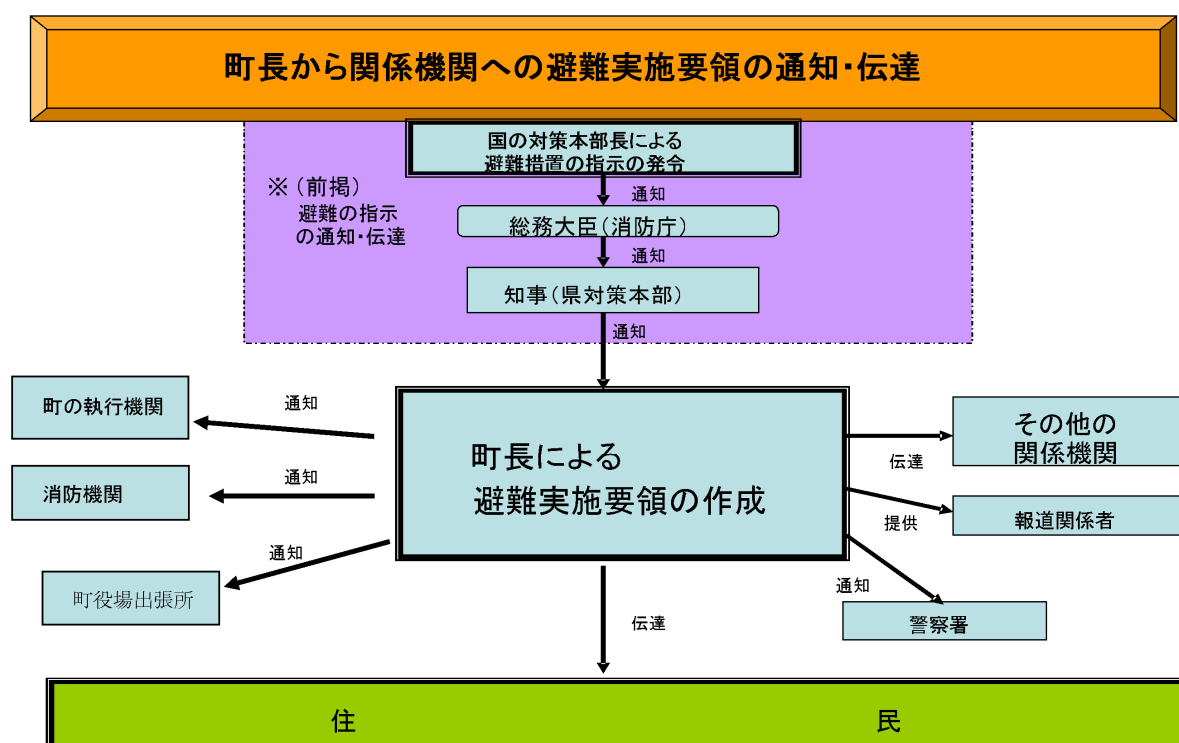 町長から関係機関への避難実施要領の通知・伝達
国の対策本部長による
避難措置の指示の発令
※（前掲）
避難の指示
の通知・伝達
通知
総務大臣（消防庁）
通知
知事（県対策本部）
通知
町の執行機関
通知
消防機関
通知
町役場出張所
通知
町長による
避難実施要領の作成
その他の
関係機関
伝達
報道関係者
提供
警察署
通知
伝達
住　民